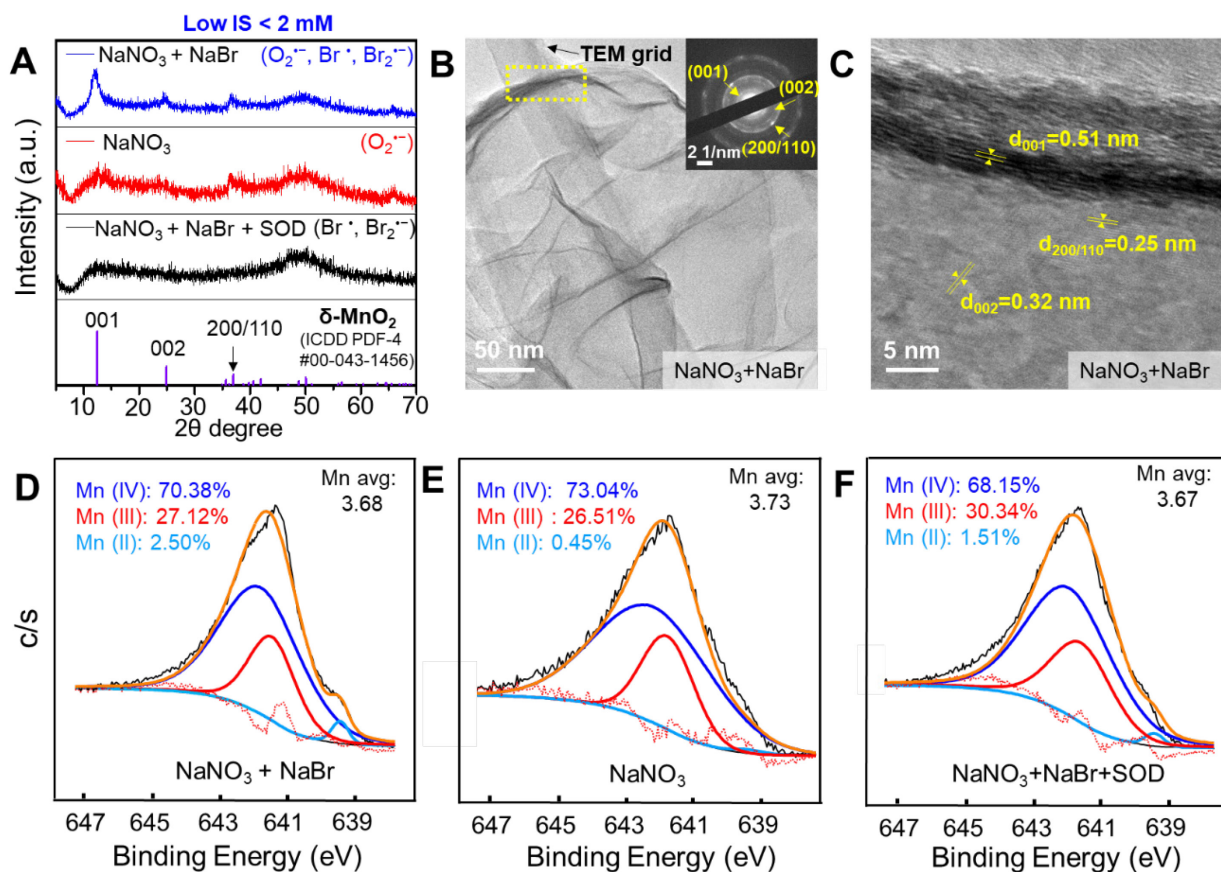 Low IS < 2 mM
A
NaNO₃ + NaBr (O₂•⁻, Br•, Br₂•⁻)
NaNO₃ (O₂•⁻)
NaNO₃ + NaBr + SOD (Br•, Br₂•⁻)
δ-MnO₂
(ICDD PDF-4
#00-043-1456)
001
002
200/110
Intensity (a.u.)
10 20 30 40 50 60 70
2θ degree
B
TEM grid
(001)
(002)
(200/110)
2 1/nm
50 nm
NaNO₃+NaBr
C
d₀₀₁=0.51 nm
d₂₀₀/₁₁₀=0.25 nm
d₀₀₂=0.32 nm
5 nm
NaNO₃+NaBr
D
Mn (IV): 70.38%
Mn (III): 27.12%
Mn (II): 2.50%
Mn avg:
3.68
c/s
NaNO₃ + NaBr
647 645 643 641 639
Binding Energy (eV)
E
Mn (IV): 73.04%
Mn (III) : 26.51%
Mn (II): 0.45%
Mn avg:
3.73
NaNO₃
647 645 643 641 639
Binding Energy (eV)
F
Mn (IV): 68.15%
Mn (III): 30.34%
Mn (II): 1.51%
Mn avg:
3.67
NaNO₃+NaBr+SOD
647 645 643 641 639
Binding Energy (eV)